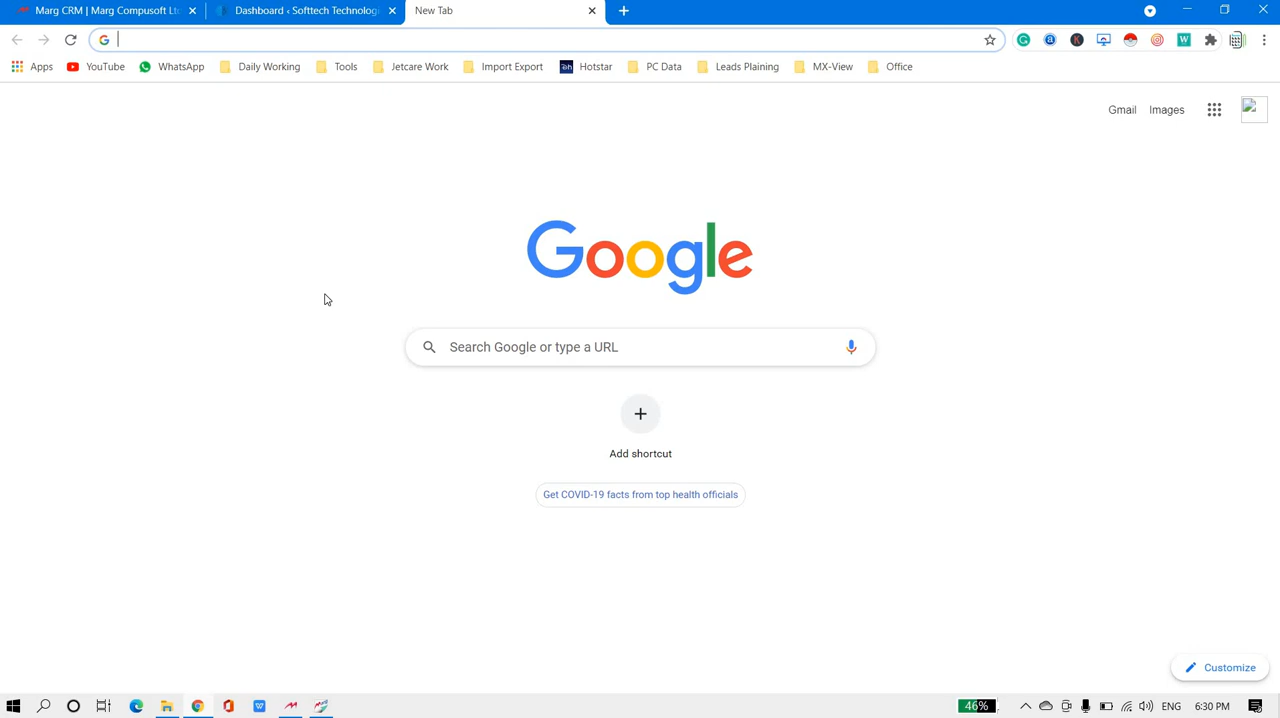 Marg CRM | Marg Compusoft Ltd
Dashboard ‹ Softtech Technologi
New Tab
Apps
YouTube
WhatsApp
Daily Working
Tools
Jetcare Work
Import Export
Hotstar
PC Data
Leads Plaining
MX-View
Office
Gmail
Images
Google
Search Google or type a URL
Add shortcut
Get COVID-19 facts from top health officials
Customize
46%
ENG
6:30 PM